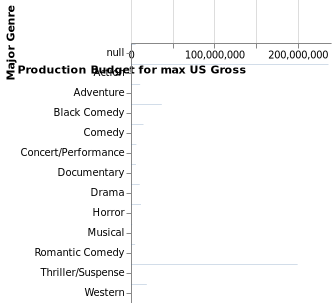 Major Genre
null
0 100,000,000 200,000,000
Production Budget for max US Gross
Action
Adventure
Black Comedy
Comedy
Concert/Performance
Documentary
Drama
Horror
Musical
Romantic Comedy
Thriller/Suspense
Western